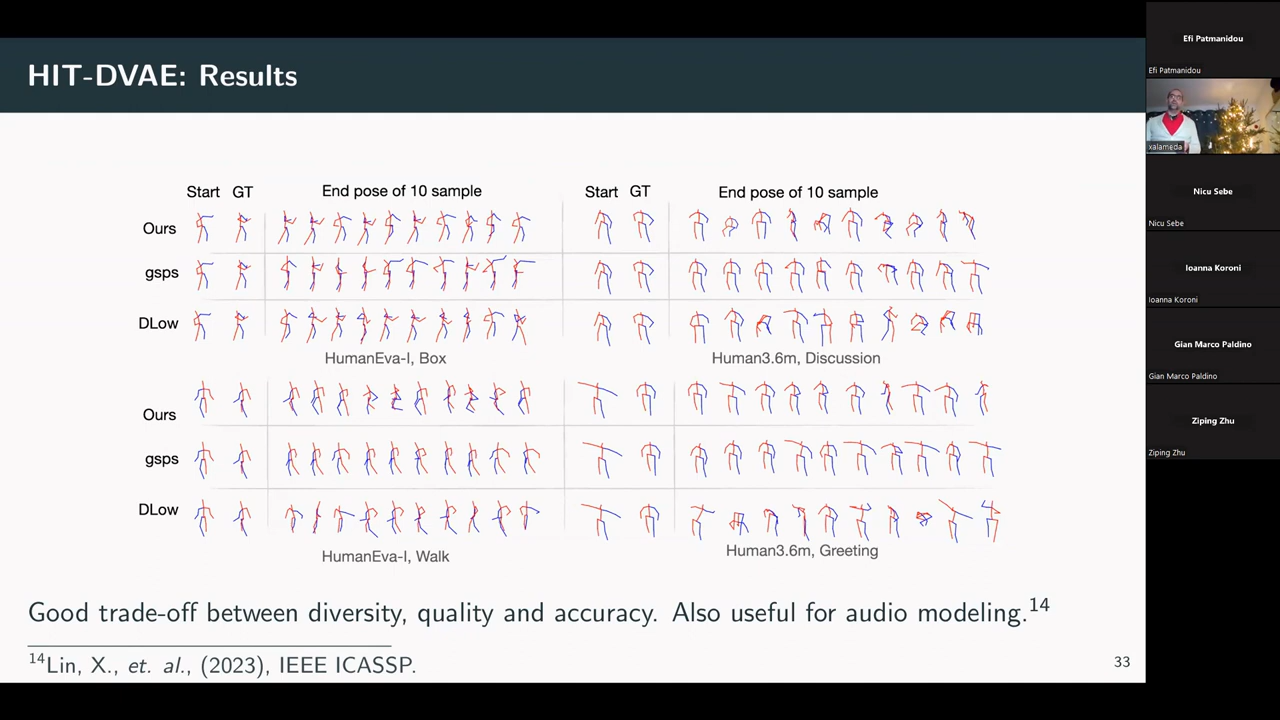 HIT-DVAE: Results
Start GT End pose of 10 sample Start GT End pose of 10 sample
Ours
gsps
DLow
HumanEva-I, Box Human3.6m, Discussion
Ours
gsps
DLow
HumanEva-I, Walk Human3.6m, Greeting
Good trade-off between diversity, quality and accuracy. Also useful for audio modeling.14
14Lin, X., et. al., (2023), IEEE ICASSP.
33
Efi Patmanidou
Efi Patmanidou
xalameda
Nicu Sebe
Nicu Sebe
Ioanna Koroni
Ioanna Koroni
Gian Marco Paldino
Gian Marco Paldino
Ziping Zhu
Ziping Zhu